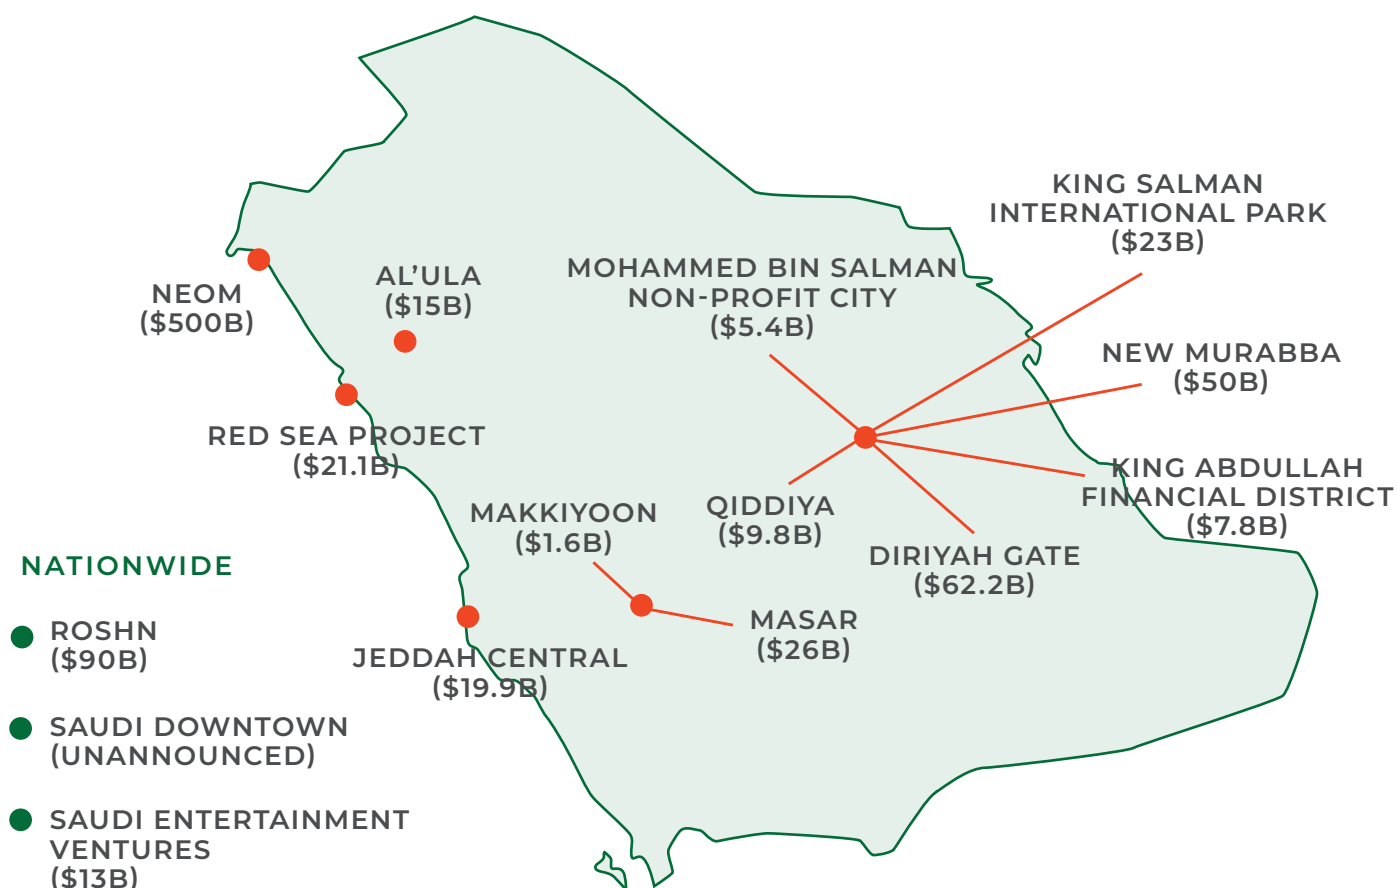 KING SALMAN
INTERNATIONAL PARK
($23B)
MOHAMMED BIN SALMAN
NON-PROFIT CITY
($5.4B)
AL’ULA
($15B)
NEOM
($500B)
NEW MURABBA
($50B)
RED SEA PROJECT
($21.1B)
KING ABDULLAH
FINANCIAL DISTRICT
($7.8B)
MAKKIYOON
($1.6B)
QIDDIYA
($9.8B)
DIRIYAH GATE
($62.2B)
MASAR
($26B)
JEDDAH CENTRAL
($19.9B)
NATIONWIDE
ROSHN
($90B)
SAUDI DOWNTOWN
(UNANNOUNCED)
SAUDI ENTERTAINMENT
VENTURES
($13B)